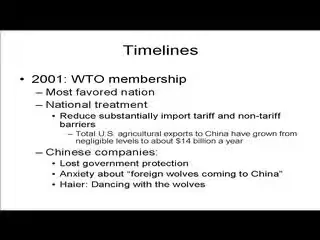 Timelines
• 2001: WTO membership
– Most favored nation
– National treatment
• Reduce substantially import tariff and non-tariff
barriers
– Total U.S agricultural exports to China have grown from
negligible levels to about $14 billion a year
– Chinese companies:
• Lost government protection
• Anxiety about "foreign wolves coming to China"
• Haier: Dancing with the wolves